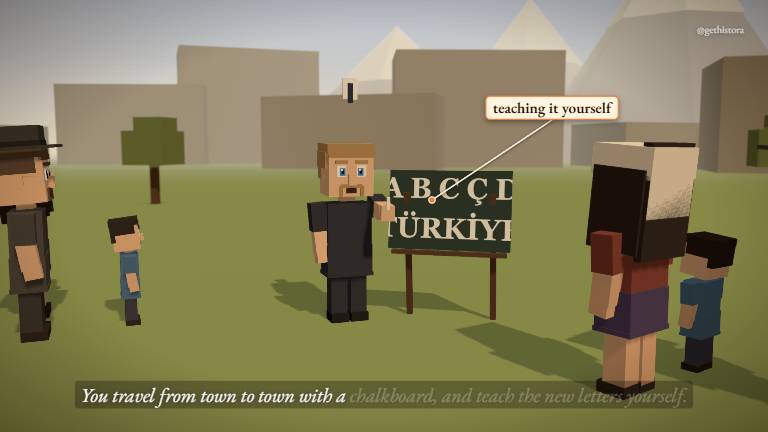 @gethistora
teaching it yourself
A B C Ç D
TÜRKİY
You travel from town to town with a chalkboard, and teach the new letters yourself.